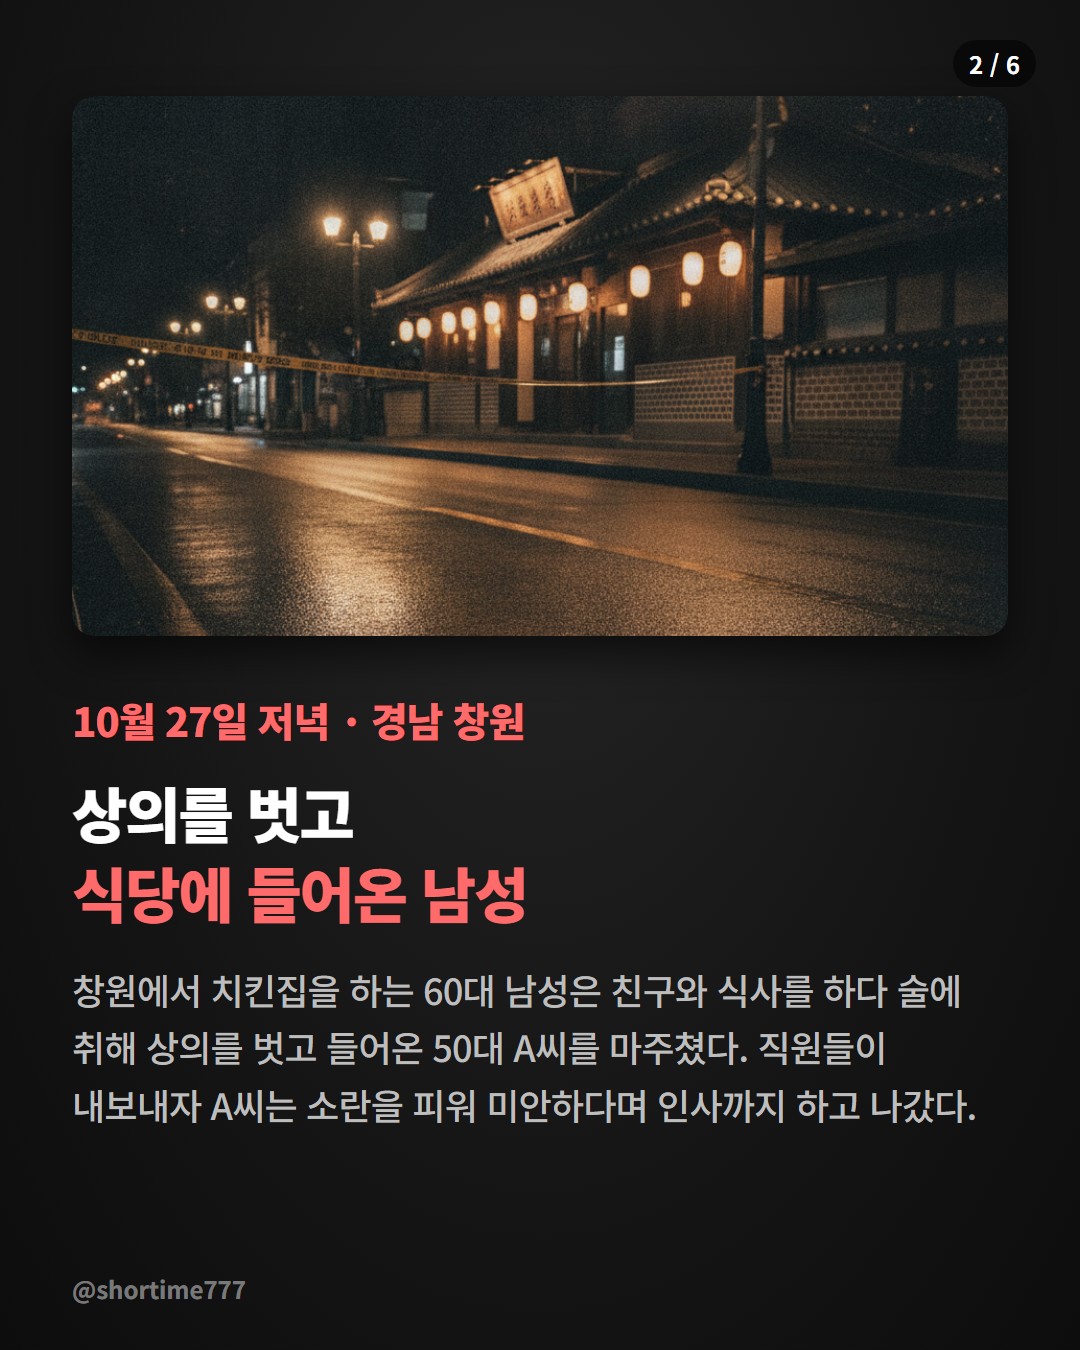 2 / 6
10월 27일 저녁 · 경남 창원
상의를 벗고
식당에 들어온 남성
창원에서 치킨집을 하는 60대 남성은 친구와 식사를 하다 술에
취해 상의를 벗고 들어온 50대 A씨를 마주쳤다. 직원들이
내보내자 A씨는 소란을 피워 미안하다며 인사까지 하고 나갔다.
@shortime777